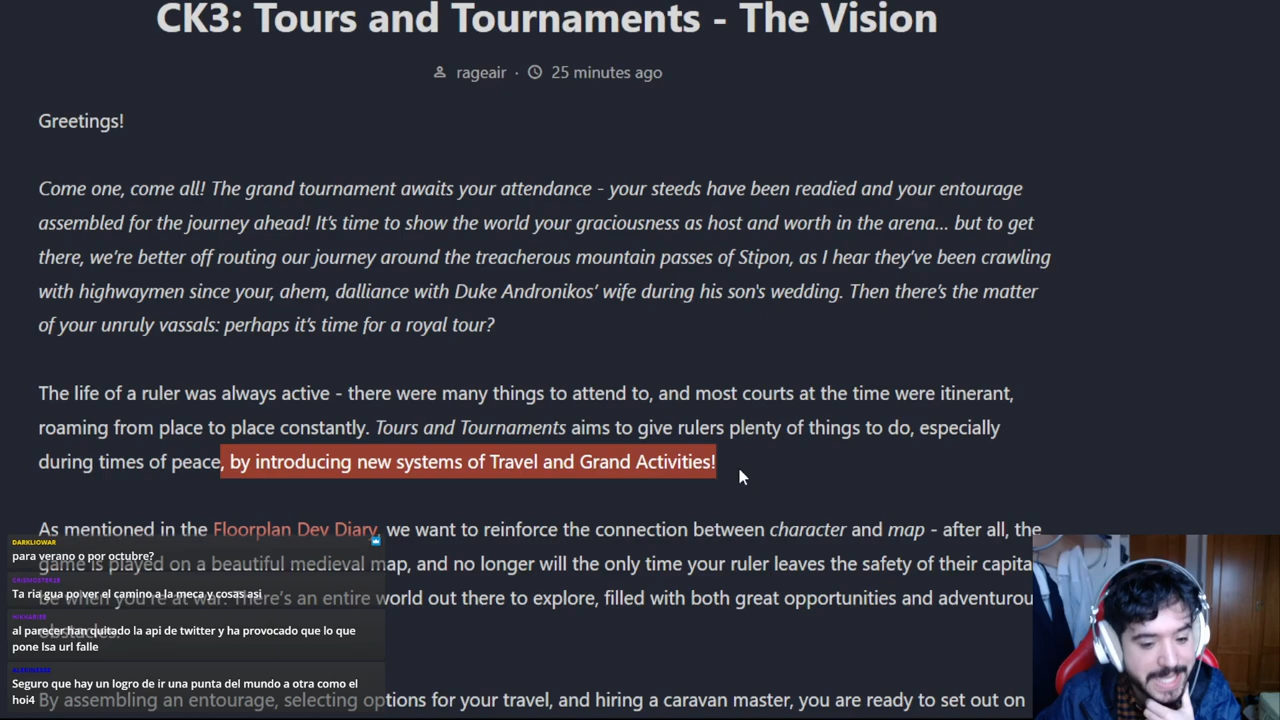 CK3: Tours and Tournaments - The Vision
rageair · 25 minutes ago
Greetings!
Come one, come all! The grand tournament awaits your attendance - your steeds have been readied and your entourage
assembled for the journey ahead! It's time to show the world your graciousness as host and worth in the arena... but to get
there, we're better off routing our journey around the treacherous mountain passes of Stipon, as I hear they've been crawling
with highwaymen since your, ahem, dalliance with Duke Andronikos' wife during his son's wedding. Then there's the matter
of your unruly vassals: perhaps it's time for a royal tour?
The life of a ruler was always active - there were many things to attend to, and most courts at the time were itinerant,
roaming from place to place constantly. Tours and Tournaments aims to give rulers plenty of things to do, especially
during times of peace, by introducing new systems of Travel and Grand Activities!
As mentioned in the Floorplan Dev Diary, we want to reinforce the connection between character and map - after all, the
game is played on a beautiful medieval map, and no longer will the only time your ruler leaves the safety of their capita
be when you're at war. There's an entire world out there to explore, filled with both great opportunities and adventurou
obstacles.
By assembling an entourage, selecting options for your travel, and hiring a caravan master, you are ready to set out on
DARKLIOWAR
para verano o por octubre?
Ta ria gua po ver el camino a la meca y cosas asi
al parecer han quitado la api de twitter y ha provocado que lo que
pone lsa url falle
Seguro que hay un logro de ir una punta del mundo a otra como el
hoi4